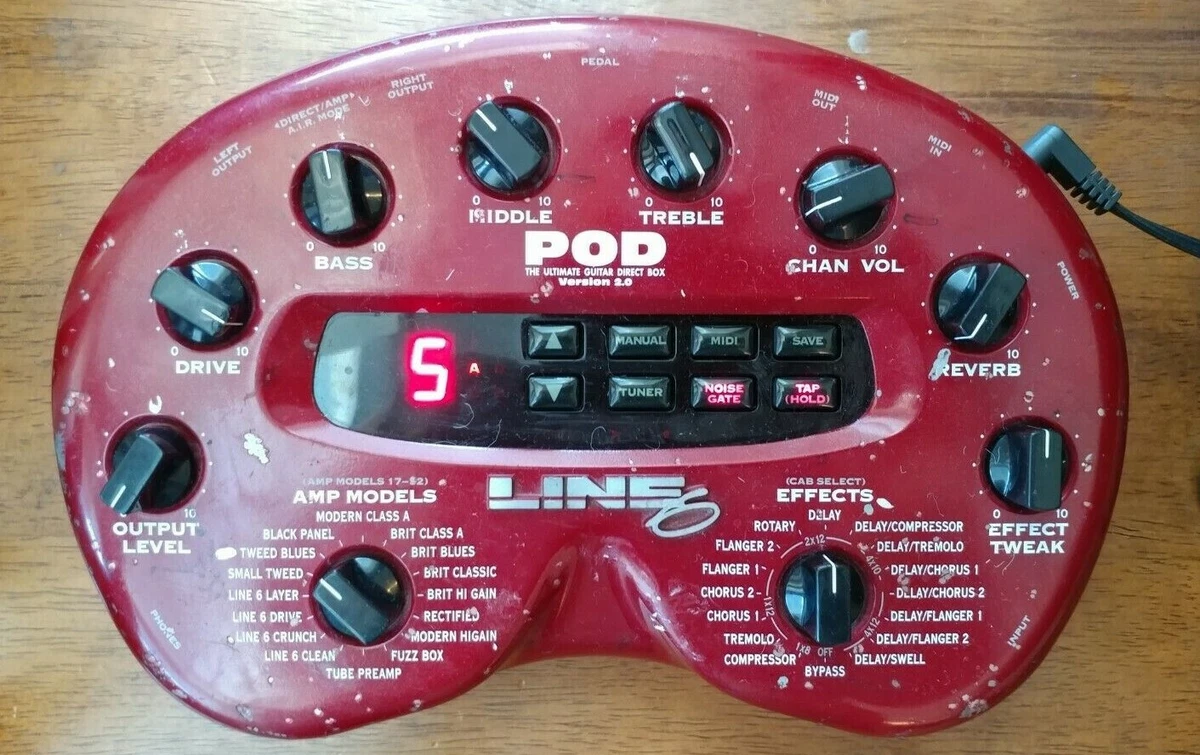 PEDAL
RIGHT
OUTPUT
DIRECT/AMP
A.I.R. MODE
LEFT
OUTPUT
MIDI
OUT
MIDI
IN
POWER
0 10
BASS
0 10
MIDDLE
0 10
TREBLE
0 10
CHAN VOL
0 10
DRIVE
10
REVERB
10
OUTPUT
LEVEL
0 10
EFFECT
TWEAK
POD
THE ULTIMATE GUITAR DIRECT BOX
Version 2.0
5 A
MANUAL MIDI SAVE
TUNER NOISE GATE TAP (HOLD)
LINE 6
(AMP MODELS 17-32)
AMP MODELS
MODERN CLASS A
BLACK PANEL BRIT CLASS A
TWEED BLUES BRIT BLUES
SMALL TWEED BRIT CLASSIC
LINE 6 LAYER BRIT HI GAIN
LINE 6 DRIVE RECTIFIED
LINE 6 CRUNCH MODERN HIGAIN
LINE 6 CLEAN FUZZ BOX
TUBE PREAMP
(CAB SELECT)
EFFECTS
DELAY
ROTARY DELAY/COMPRESSOR
FLANGER 2 DELAY/TREMOLO
FLANGER 1 DELAY/CHORUS 1
CHORUS 2 DELAY/CHORUS 2
CHORUS 1 DELAY/FLANGER 1
TREMOLO DELAY/FLANGER 2
COMPRESSOR DELAY/SWELL
BYPASS
OFF
1X8
1X12
2X12
4X10
4X12
PHONES
INPUT